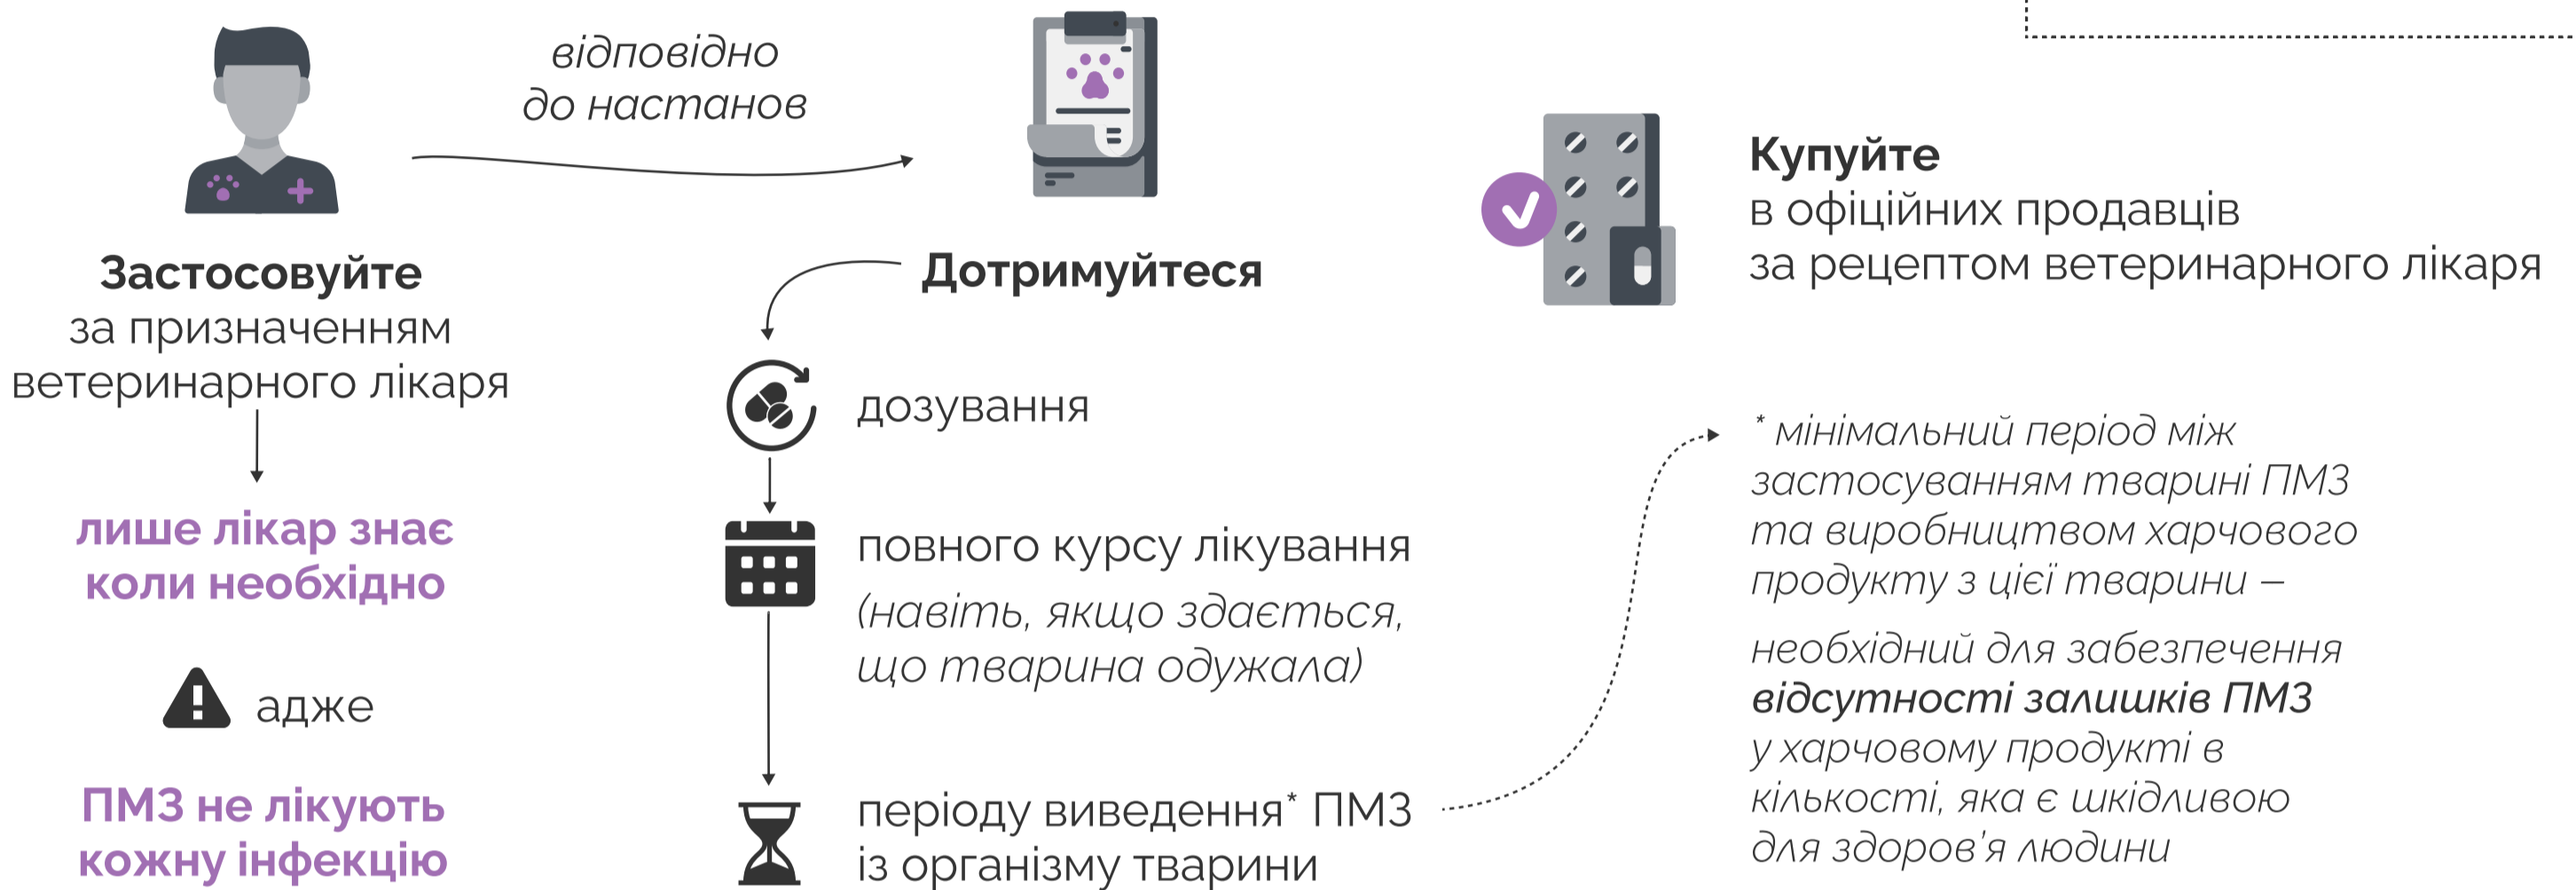 Застосовуйте
за призначенням
ветеринарного лікаря
лише лікар знає
коли необхідно
адже
ПМЗ не лікують
кожну інфекцію
відповідно
до настанов
Дотримуйтеся
дозування
повного курсу лікування
(навіть, якщо здається,
що тварина одужала)
періоду виведення* ПМЗ
із організму тварини
Купуйте
в офіційних продавців
за рецептом ветеринарного лікаря
* мінімальний період між
застосуванням тварині ПМЗ
та виробництвом харчового
продукту з цієї тварини –
необхідний для забезпечення
відсутності залишків ПМЗ
у харчовому продукті в
кількості, яка є шкідливою
для здоров'я людини